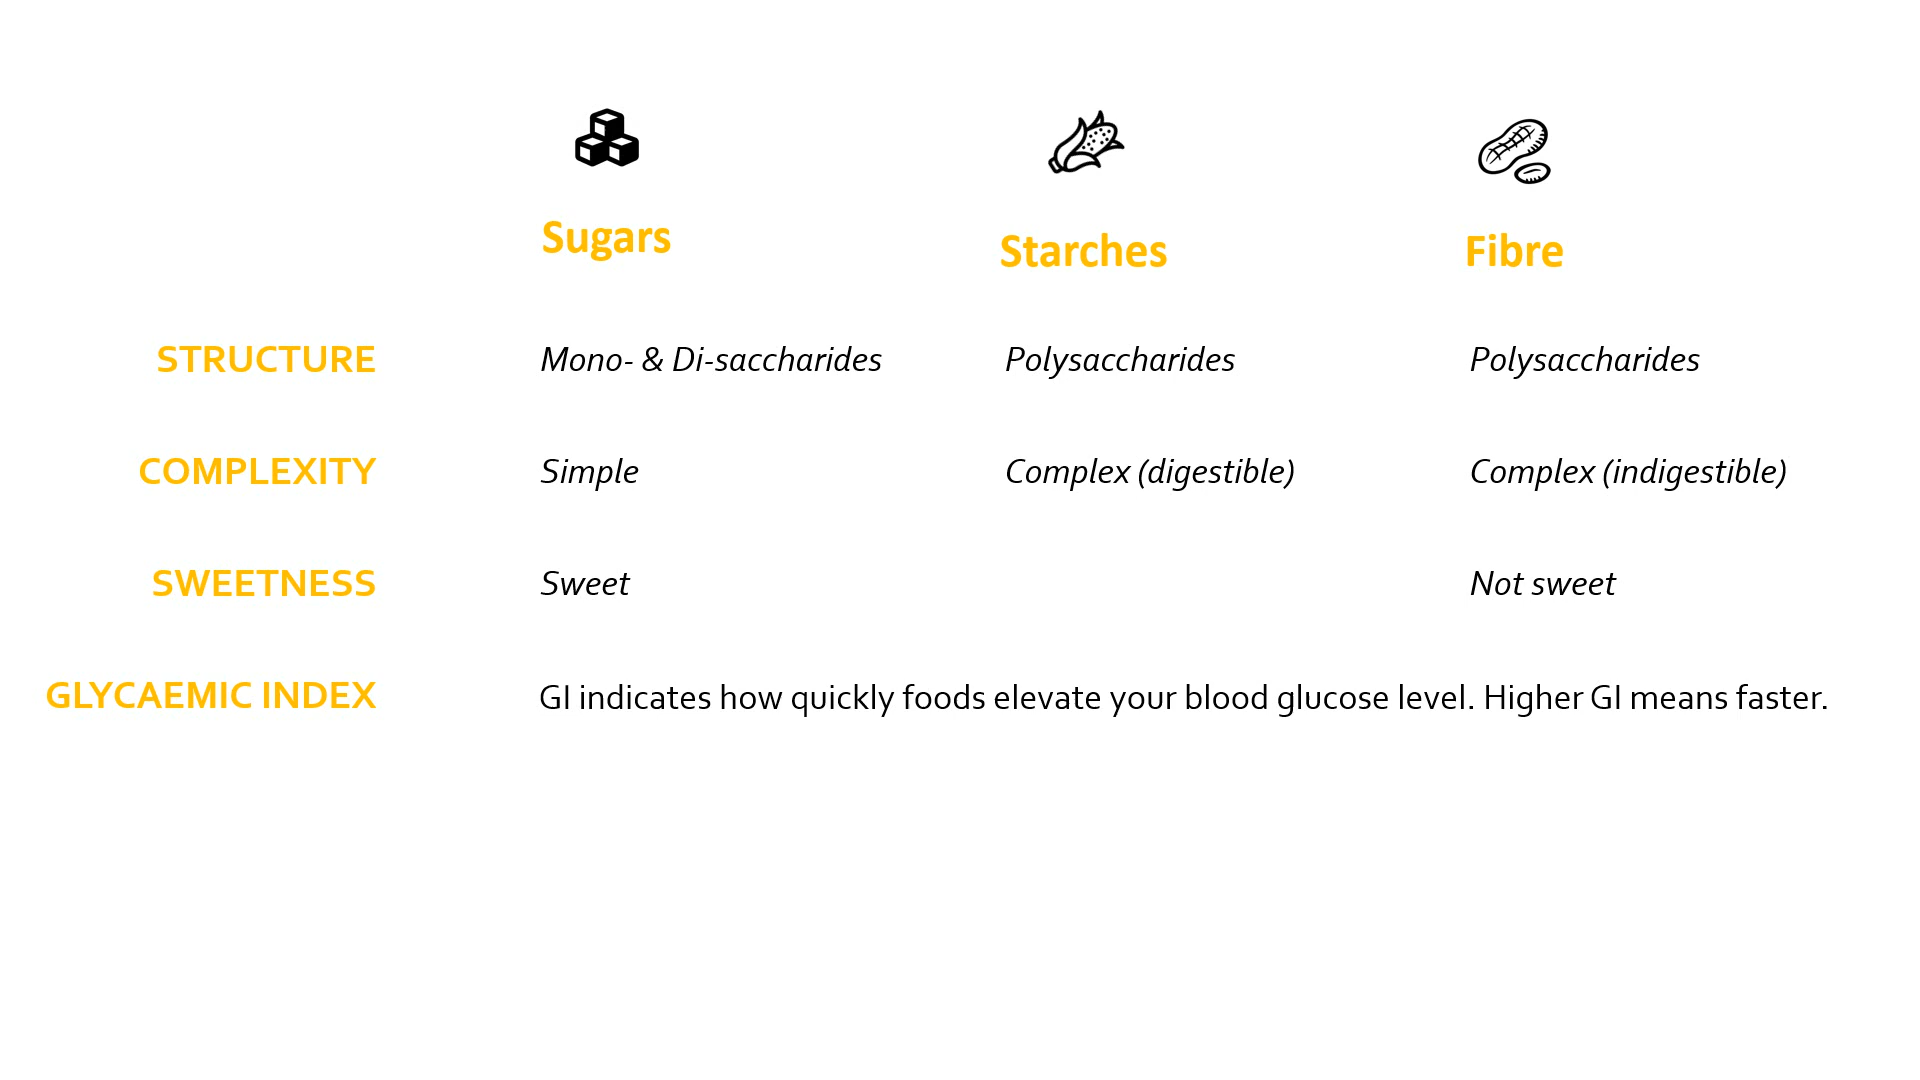 Sugars
Starches
Fibre
STRUCTURE
Mono- & Di-saccharides
Polysaccharides
Polysaccharides
COMPLEXITY
Simple
Complex (digestible)
Complex (indigestible)
SWEETNESS
Sweet
Not sweet
GLYCAEMIC INDEX
GI indicates how quickly foods elevate your blood glucose level. Higher GI means faster.